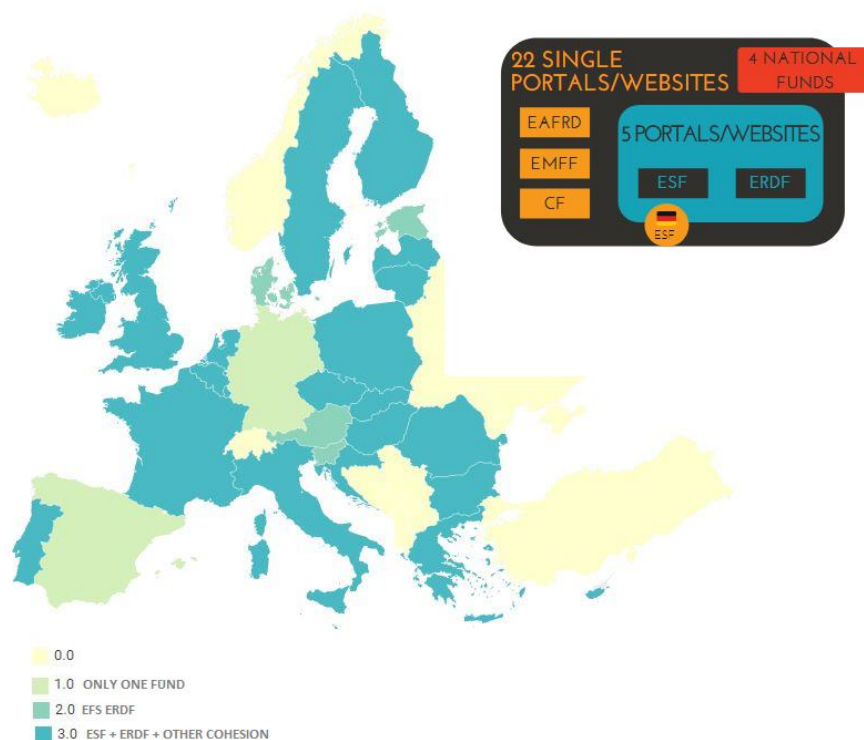 22 SINGLE
PORTALS/WEBSITES
4 NATIONAL
FUNDS
EAFRD
EMFF
CF
5 PORTALS/WEBSITES
ESF
ERDF
ESF
0.0
1.0 ONLY ONE FUND
2.0 EFS ERDF
3.0 ESF + ERDF + OTHER COHESION